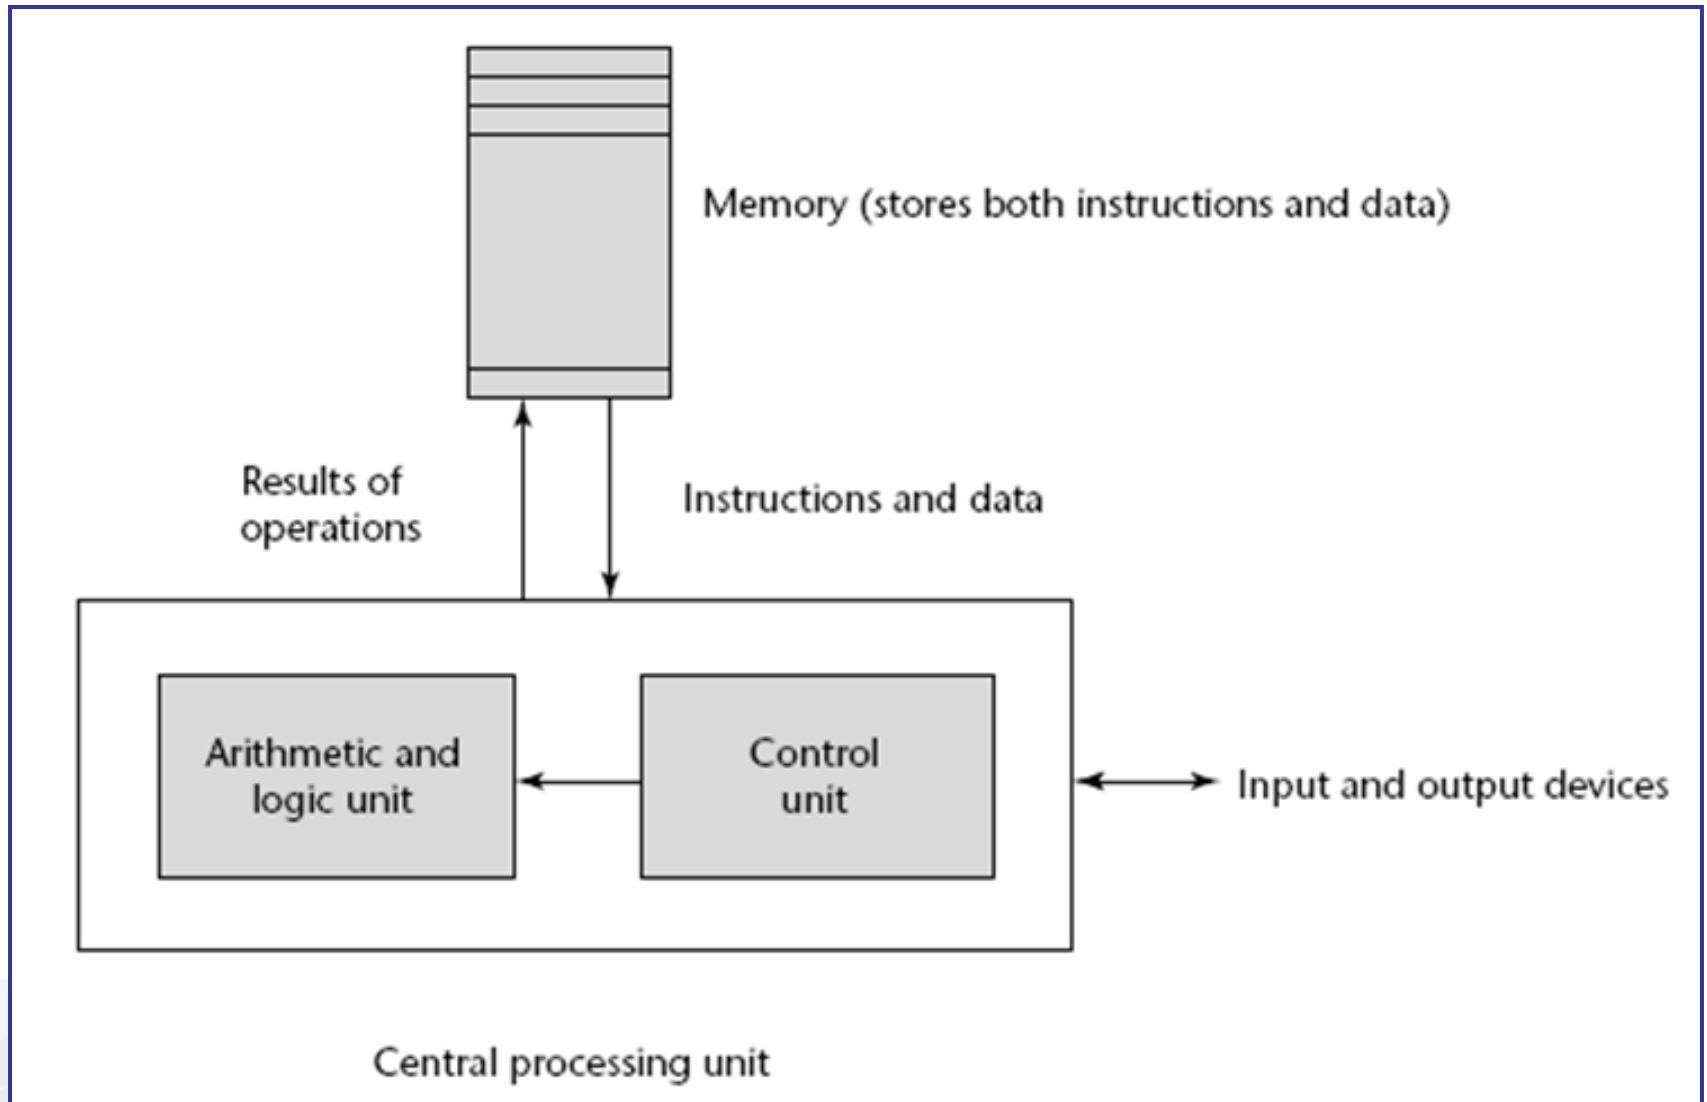 Memory (stores both instructions and data)
Results of
operations
Instructions and data
Arithmetic and
logic unit
Control
unit
Input and output devices
Central processing unit